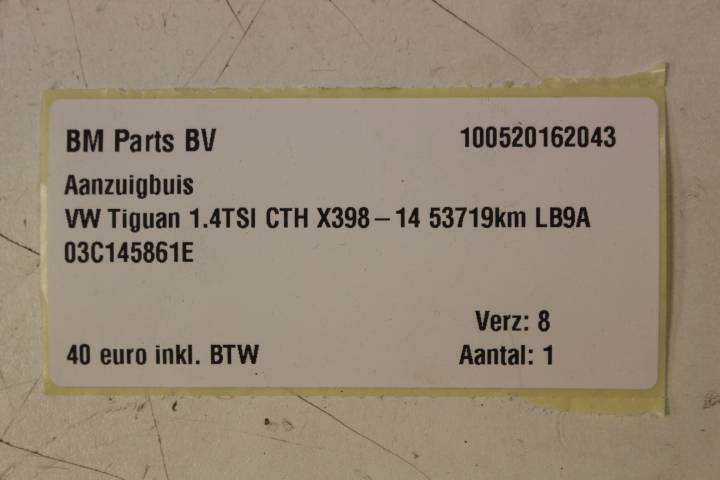 BM Parts BV 100520162043
Aanzuigbuis
VW Tiguan 1.4TSI CTH X398-14 53719km LB9A
03C145861E
Verz: 8
40 euro inkl. BTW Aantal: 1